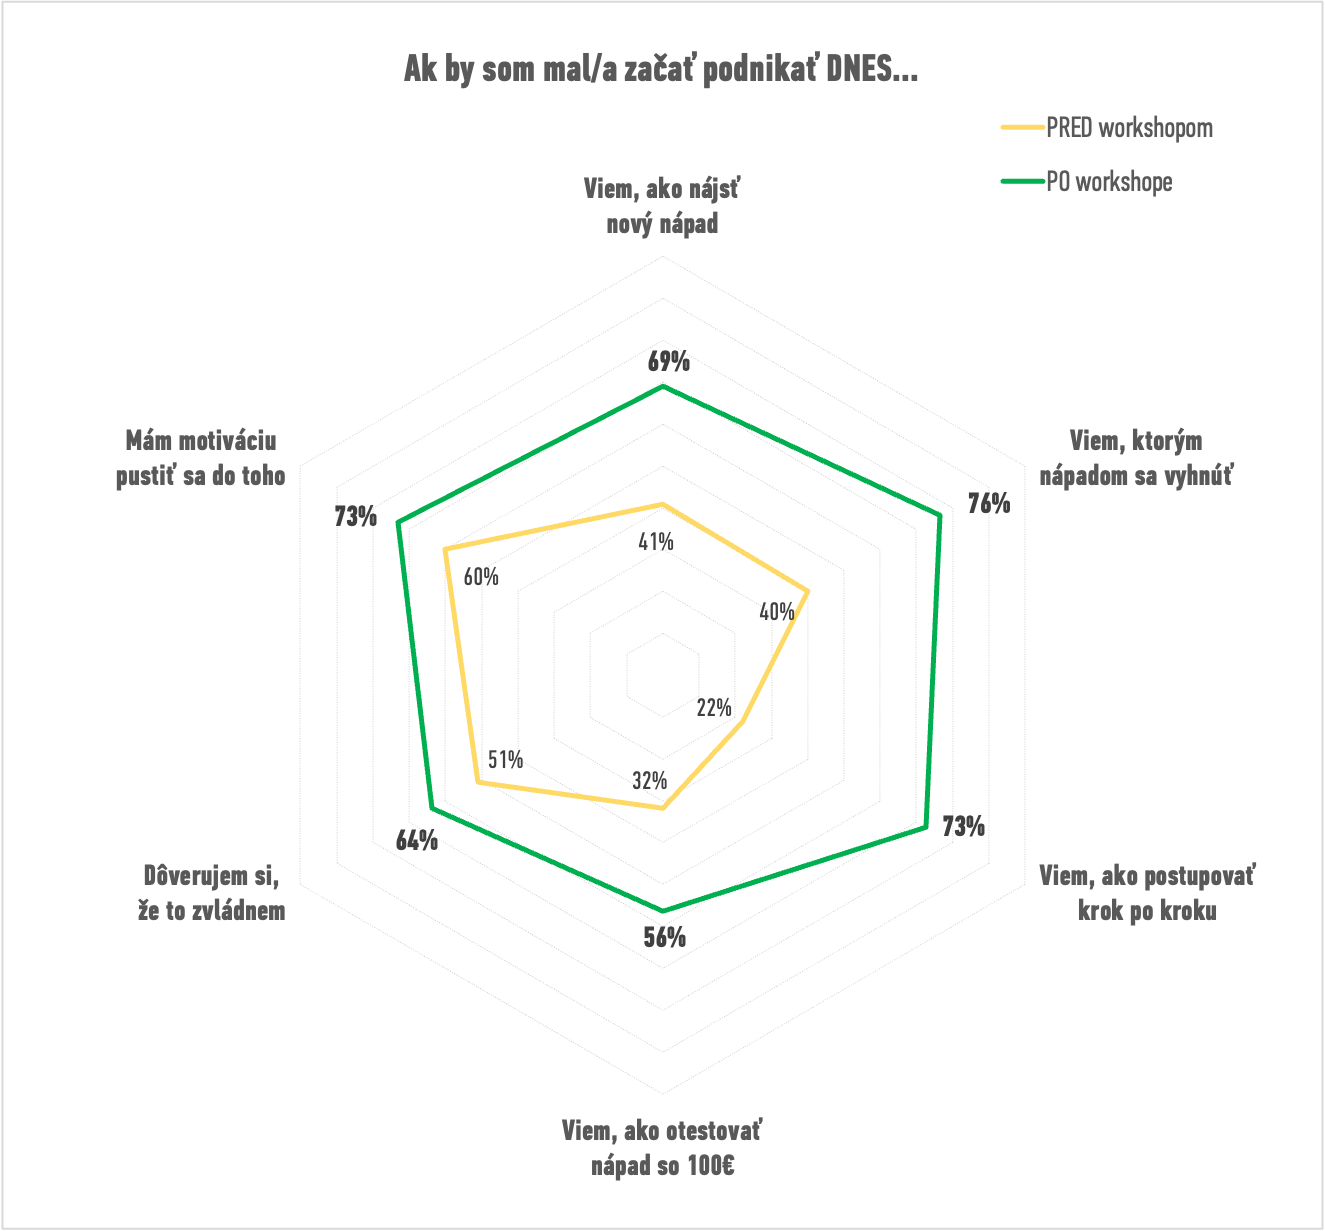 Ak by som mal/a začať podnikať DNES...
PRED workshopom
PO workshope
Viem, ako nájsť
nový nápad
69%
41%
Viem, ktorým
nápadom sa vyhnúť
76%
40%
Viem, ako postupovať
krok po kroku
73%
22%
Viem, ako otestovať
nápad so 100€
56%
32%
Dôverujem si,
že to zvládnem
64%
51%
Mám motiváciu
pustiť sa do toho
73%
60%